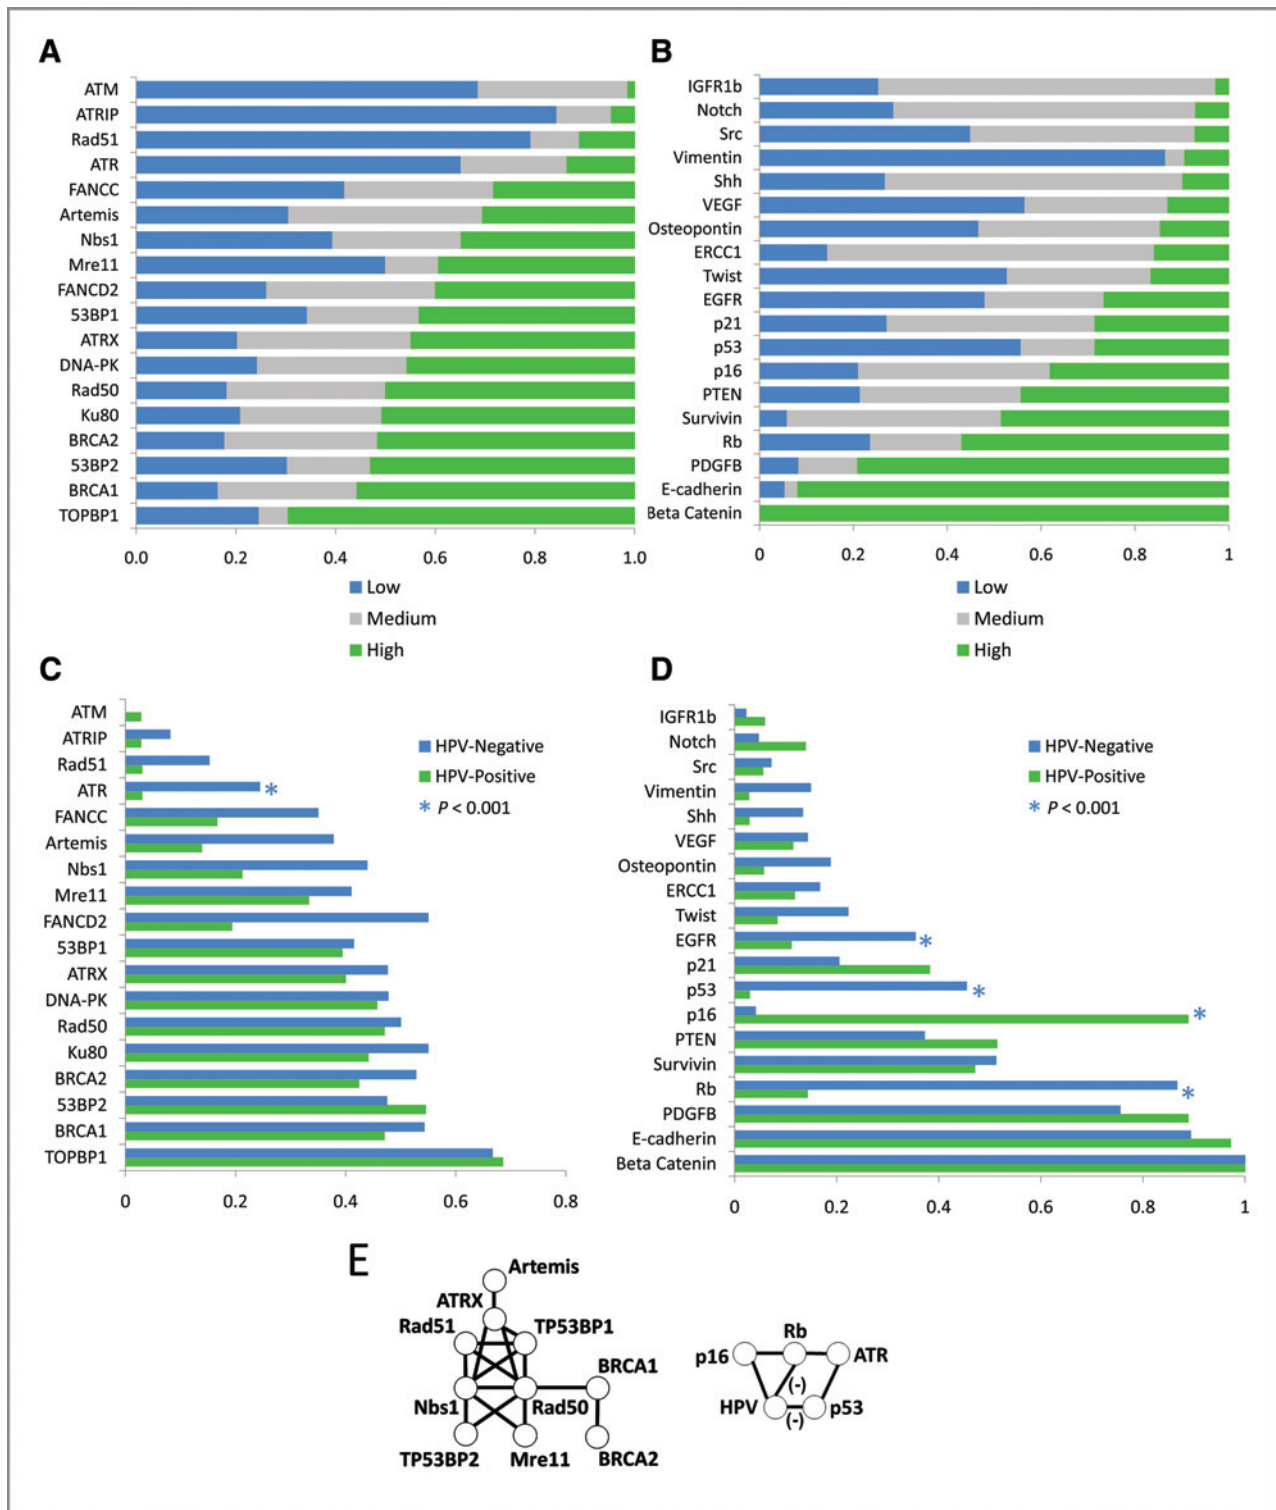 A
ATM
ATRIP
Rad51
ATR
FANCC
Artemis
Nbs1
Mre11
FANCD2
53BP1
ATRX
DNA-PK
Rad50
Ku80
BRCA2
53BP2
BRCA1
TOPBP1
0.0 0.2 0.4 0.6 0.8 1.0
Low
Medium
High
B
IGFR1b
Notch
Src
Vimentin
Shh
VEGF
Osteopontin
ERCC1
Twist
EGFR
p21
p53
p16
PTEN
Survivin
Rb
PDGFB
E-cadherin
Beta Catenin
0 0.2 0.4 0.6 0.8 1
Low
Medium
High
C
ATM
ATRIP
Rad51
ATR *
FANCC
Artemis
Nbs1
Mre11
FANCD2
53BP1
ATRX
DNA-PK
Rad50
Ku80
BRCA2
53BP2
BRCA1
TOPBP1
0 0.2 0.4 0.6 0.8
HPV-Negative
HPV-Positive
* P < 0.001
D
IGFR1b
Notch
Src
Vimentin
Shh
VEGF
Osteopontin
ERCC1
Twist
EGFR *
p21
p53 *
p16 *
PTEN
Survivin
Rb *
PDGFB
E-cadherin
Beta Catenin
0 0.2 0.4 0.6 0.8 1
HPV-Negative
HPV-Positive
* P < 0.001
E
Artemis
ATRX
Rad51 TP53BP1
BRCA1
Nbs1 Rad50
TP53BP2 Mre11 BRCA2
Rb
p16 ATR
(-)
HPV p53
(-)